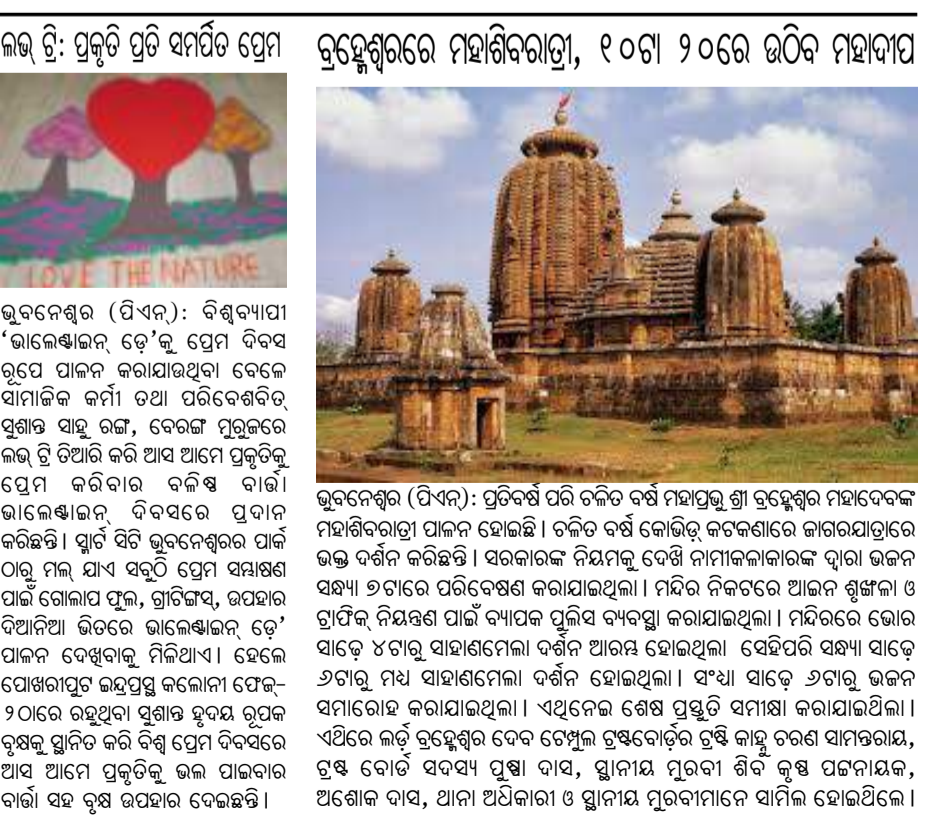 ଲଭ୍ ଟ୍ରି: ପ୍ରକୃତି ପ୍ରତି ସମର୍ପିତ ପ୍ରେମ
LOVE THE NATURE
ଭୁବନେଶ୍ୱର (ପିଏନ୍): ବିଶ୍ୱବ୍ୟାପୀ
‘ଭାଲେଣ୍ଟାଇନ୍ ଡ଼େ’କୁ ପ୍ରେମ ଦିବସ
ରୂପେ ପାଳନ କରାଯାଉଥିବା ବେଳେ
ସାମାଜିକ କର୍ମୀ ତଥା ପରିବେଶବିତ୍
ସୁଶାନ୍ତ ସାହୁ ରଙ୍ଗ, ବେରଙ୍ଗ ମୁରୁଜରେ
ଲଭ୍ ଟ୍ରି ତିଆରି କରି ଆସ ଆମେ ପ୍ରକୃତିକୁ
ପ୍ରେମ କରିବାର ବଳିଷ୍ଠ ବାର୍ତ୍ତା
ଭାଲେଣ୍ଟାଇନ୍ ଦିବସରେ ପ୍ରଦାନ
କରିଛନ୍ତି। ସ୍ମାର୍ଟ ସିଟି ଭୁବନେଶ୍ୱରର ପାର୍କ
ଠାରୁ ମଲ୍ ଯାଏ ସବୁଠି ପ୍ରେମ ସମ୍ଭାଷଣ
ପାଇଁ ଗୋଲାପ ଫୁଲ, ଗ୍ରୀଟିଙ୍ଗସ୍, ଉପହାର
ଦିଆନିଆ ଭିତରେ ଭାଲେଣ୍ଟାଇନ୍ ଡ଼େ’
ପାଳନ ଦେଖିବାକୁ ମିଳିଥାଏ। ହେଲେ
ପୋଖରୀପୁଟ ଇନ୍ଦ୍ରପ୍ରସ୍ଥ କଲୋନୀ ଫେଜ୍-
୨ଠାରେ ରହୁଥିବା ସୁଶାନ୍ତ ହୃଦୟ ରୂପକ
ବୃକ୍ଷକୁ ସ୍ଥାନିତ କରି ବିଶ୍ୱ ପ୍ରେମ ଦିବସରେ
ଆସ ଆମେ ପ୍ରକୃତିକୁ ଭଲ ପାଇବାର
ବାର୍ତ୍ତା ସହ ବୃକ୍ଷ ଉପହାର ଦେଇଛନ୍ତି।
ବ୍ରହ୍ମେଶ୍ୱରରେ ମହାଶିବରାତ୍ରୀ, ୧୦ଟା ୨୦ରେ ଉଠିବ ମହାଦୀପ
ଭୁବନେଶ୍ୱର (ପିଏନ୍): ପ୍ରତିବର୍ଷ ପରି ଚଳିତ ବର୍ଷ ମହାପ୍ରଭୁ ଶ୍ରୀ ବ୍ରହ୍ମେଶ୍ୱର ମହାଦେବଙ୍କ
ମହାଶିବରାତ୍ରୀ ପାଳନ ହୋଇଛି। ଚଳିତ ବର୍ଷ କୋଭିଡ଼୍ କଟକଣାରେ ଜାଗରଯାତ୍ରାରେ
ଭକ୍ତ ଦର୍ଶନ କରିଛନ୍ତି। ସରକାରଙ୍କ ନିୟମକୁ ଦେଖି ନାମୀକଳାକାରଙ୍କ ଦ୍ୱାରା ଭଜନ
ସନ୍ଧ୍ୟା ୭ଟାରେ ପରିବେଷଣ କରାଯାଇଥିଲା। ମନ୍ଦିର ନିକଟରେ ଆଇନ ଶୃଙ୍ଖଳା ଓ
ଟ୍ରାଫିକ୍ ନିୟନ୍ତ୍ରଣ ପାଇଁ ବ୍ୟାପକ ପୁଲିସ ବ୍ୟବସ୍ଥା କରାଯାଇଥିଲା। ମନ୍ଦିରରେ ଭୋର
ସାଢ଼େ ୪ଟାରୁ ସାହାଣମେଲା ଦର୍ଶନ ଆରମ୍ଭ ହୋଇଥିଲା ସେହିପରି ସନ୍ଧ୍ୟା ସାଢ଼େ
୬ଟାରୁ ମଧ୍ୟ ସାହାଣମେଲା ଦର୍ଶନ ହୋଇଥିଲା। ସଂଧ୍ୟା ସାଢ଼େ ୬ଟାରୁ ଭଜନ
ସମାରୋହ କରାଯାଇଥିଲା। ଏଥିନେଇ ଶେଷ ପ୍ରସ୍ତୁତି ସମୀକ୍ଷା କରାଯାଇଥିଲା।
ଏଥିରେ ଲର୍ଡ଼ ବ୍ରହ୍ମେଶ୍ୱର ଦେବ ଟେମ୍ପୁଲ ଟ୍ରଷ୍ଟବୋର୍ଡ଼ର ଟ୍ରଷ୍ଟି କାହ୍ନୁ ଚରଣ ସାମନ୍ତରାୟ,
ଟ୍ରଷ୍ଟ ବୋର୍ଡ ସଦସ୍ୟ ପୁଷ୍ପା ଦାସ, ସ୍ଥାନୀୟ ମୁରବୀ ଶିବ କୃଷ୍ଣ ପଟ୍ଟନାୟକ,
ଅଶୋକ ଦାସ, ଥାନା ଅଧିକାରୀ ଓ ସ୍ଥାନୀୟ ମୁରବୀମାନେ ସାମିଲ ହୋଇଥିଲେ।